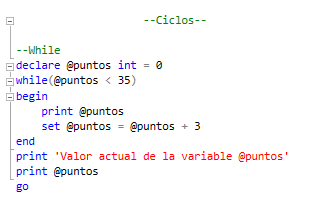 --Ciclos--
--While
declare @puntos int = 0
while(@puntos < 35)
begin
print @puntos
set @puntos = @puntos + 3
end
print 'Valor actual de la variable @puntos'
print @puntos
go